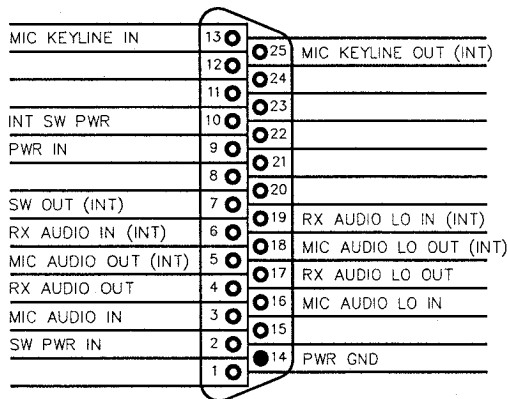 MIC KEYLINE IN 13
25 MIC KEYLINE OUT (INT)
12
24
11
23
INT SW PWR 10
22
PWR IN 9
21
8
20
SW OUT (INT) 7
19 RX AUDIO LO IN (INT)
RX AUDIO IN (INT) 6
18 MIC AUDIO LO OUT (INT)
MIC AUDIO OUT (INT) 5
17 RX AUDIO LO OUT
RX AUDIO OUT 4
16 MIC AUDIO LO IN
MIC AUDIO IN 3
15
SW PWR IN 2
14 PWR GND
1